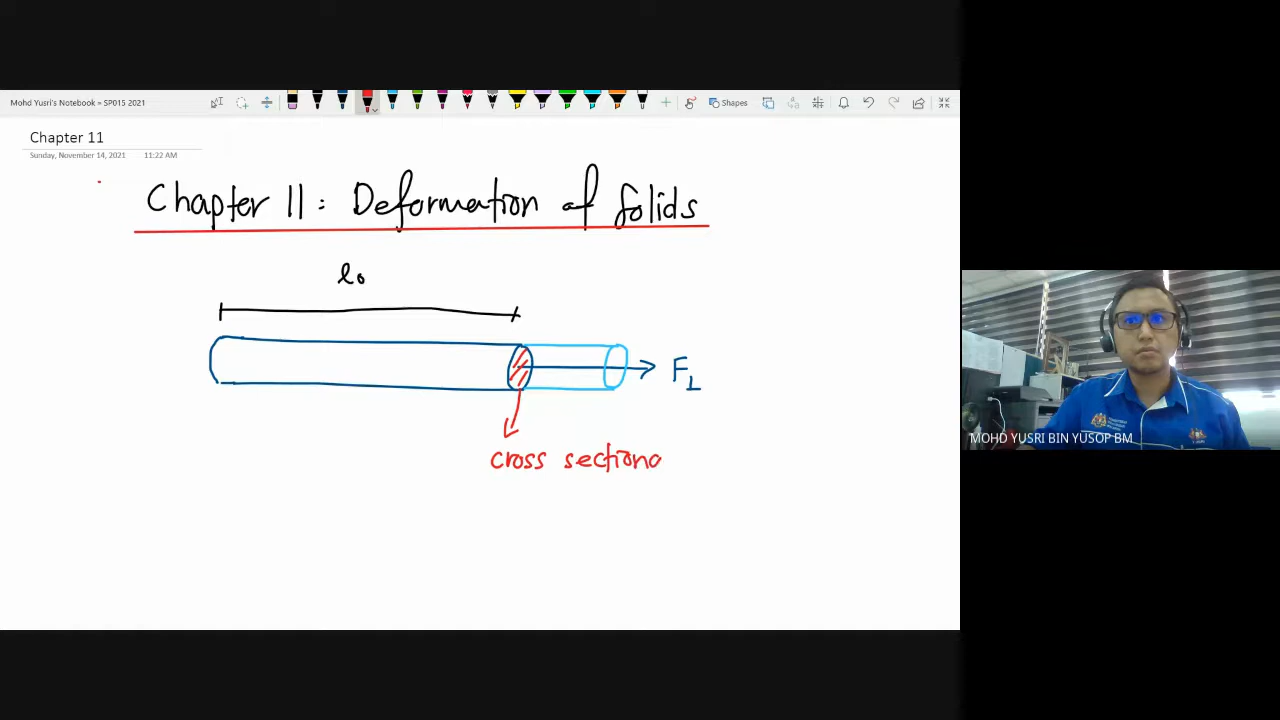 Mohd Yusri's Notebook » SP015 2021
Shapes
Chapter 11
Sunday, November 14, 2021 11:22 AM
Chapter 11: Deformation of Solids
l₀
F⊥
cross sectiona
MOHD YUSRI BIN YUSOP BM